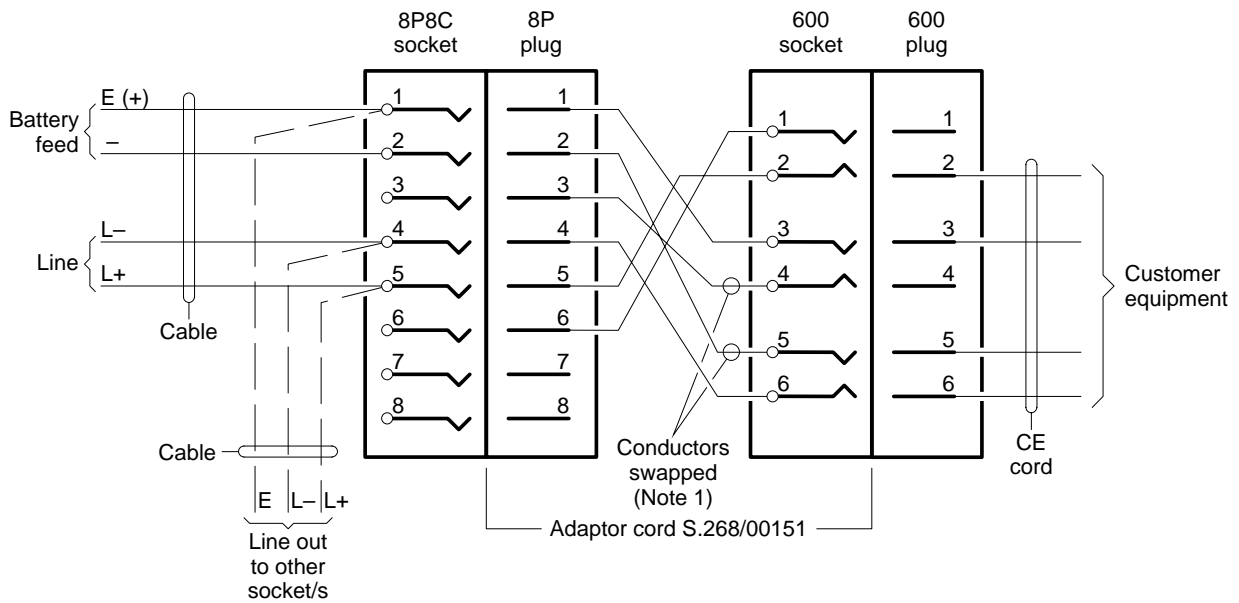 8P8C
socket
8P
plug
600
socket
600
plug
E (+)
Battery
feed
–
L–
Line
L+
Cable
1
2
3
4
5
6
7
8
1
2
3
4
5
6
7
8
1
2
3
4
5
6
1
2
3
4
5
6
Customer
equipment
CE
cord
Conductors
swapped
(Note 1)
Cable
E
L–
L+
Adaptor cord S.268/00151
Line out
to other
socket/s